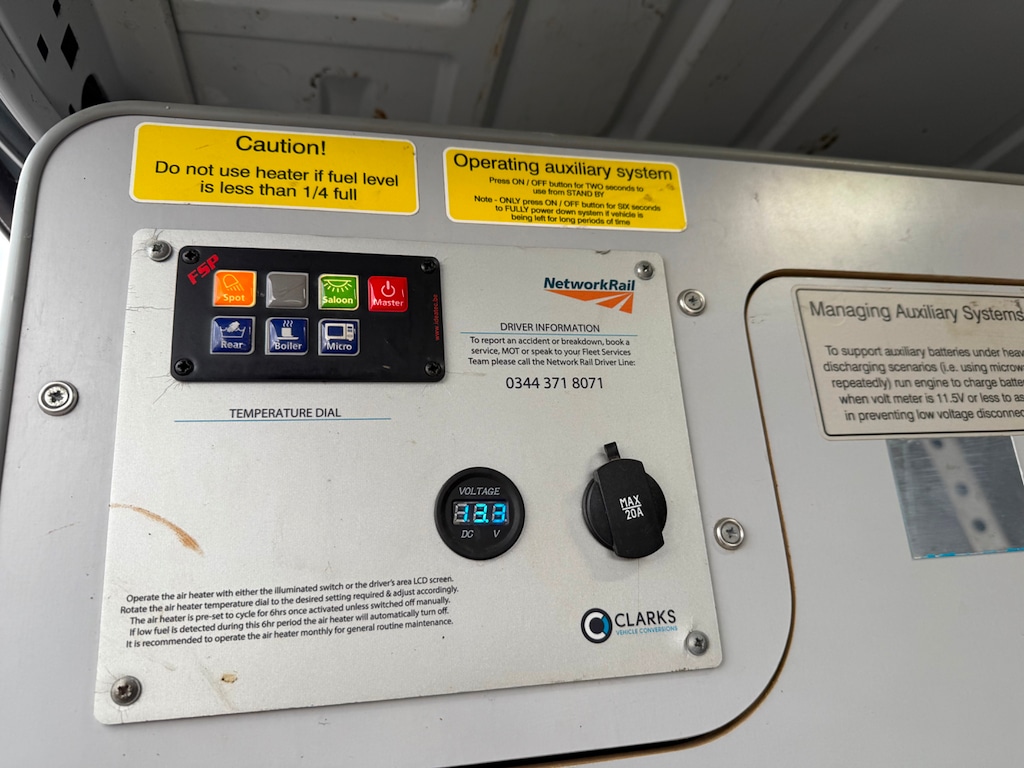 Caution!
Do not use heater if fuel level
is less than 1/4 full
Operating auxiliary system
Press ON / OFF button for TWO seconds to
use from STAND BY
Note - ONLY press ON / OFF button for SIX seconds
to FULLY power down system if vehicle is
being left for long periods of time
FSP
Spot
Saloon
Master
Rear
Boiler
Micro
NetworkRail
DRIVER INFORMATION
To report an accident or breakdown, book a
service, MOT or speak to your Fleet Services
Team please call the Network Rail Driver Line:
0344 371 8071
Managing Auxiliary Systems
To support auxiliary batteries under
discharging scenarios (i.e. using
repeatedly) run engine to charge
when volt meter is 11.5V or less to
in preventing low voltage
TEMPERATURE DIAL
VOLTAGE
13.3
DC V
MAX
20A
Operate the air heater with either the illuminated switch or the driver's area LCD screen.
Rotate the air heater temperature dial to the desired setting required & adjust accordingly.
The air heater is pre-set to cycle for 6hrs once activated unless switched off manually.
If low fuel is detected during this 6hr period the air heater will automatically turn off.
It is recommended to operate the air heater monthly for general routine maintenance.
CLARKS
VEHICLE CONVERSIONS